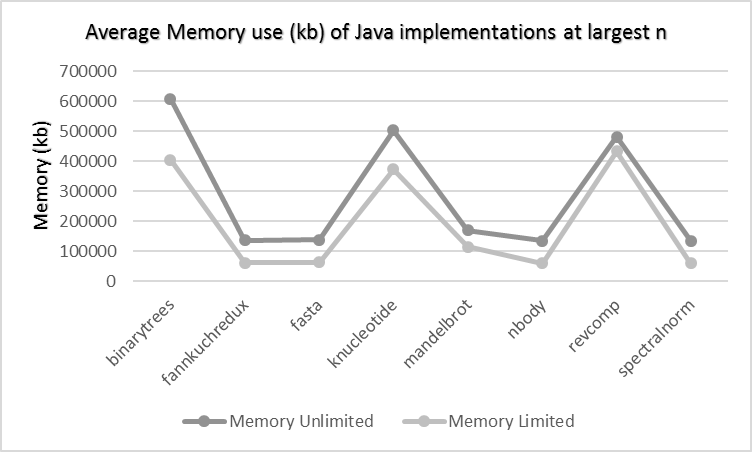 Average Memory use (kb) of Java implementations at largest n
Memory (kb)
700000
600000
500000
400000
300000
200000
100000
0
binarytrees
fannkuchredux
fasta
knucleotide
mandelbrot
nbody
revcomp
spectralnorm
Memory Unlimited
Memory Limited